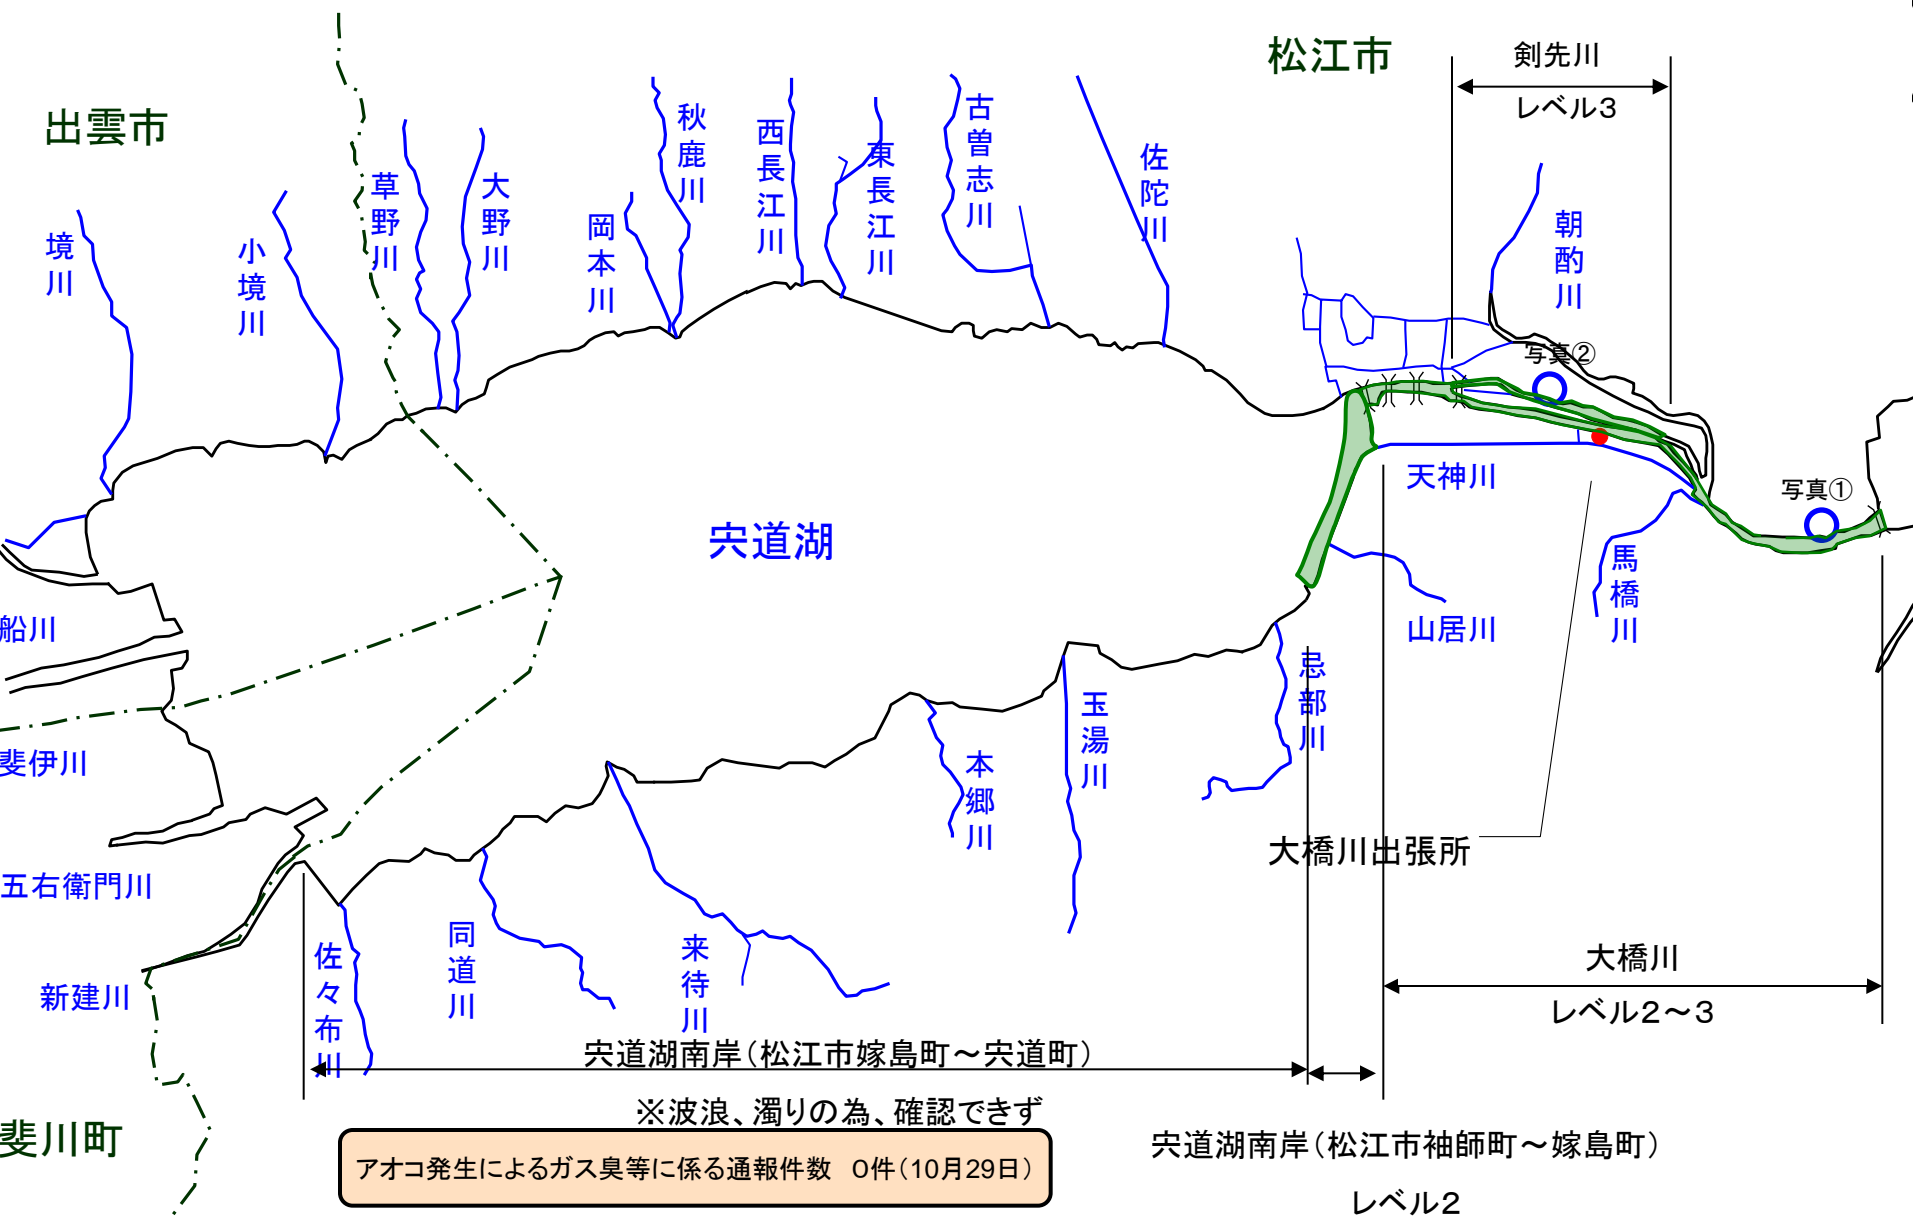 松江市
剣先川
レベル3
出雲市
境川
小境川
草野川
大野川
岡本川
秋鹿川
西長江川
東長江川
古曽志川
佐陀川
朝酌川
写真②
天神川
写真①
宍道湖
馬橋川
山居川
船川
忌部川
玉湯川
本郷川
斐伊川
大橋川出張所
五右衛門川
同道川
来待川
佐々布川
新建川
大橋川
レベル2～3
宍道湖南岸(松江市嫁島町～宍道町)
※波浪、濁りの為、確認できず
斐川町
アオコ発生によるガス臭等に係る通報件数　0件(10月29日)
宍道湖南岸(松江市袖師町～嫁島町)
レベル2